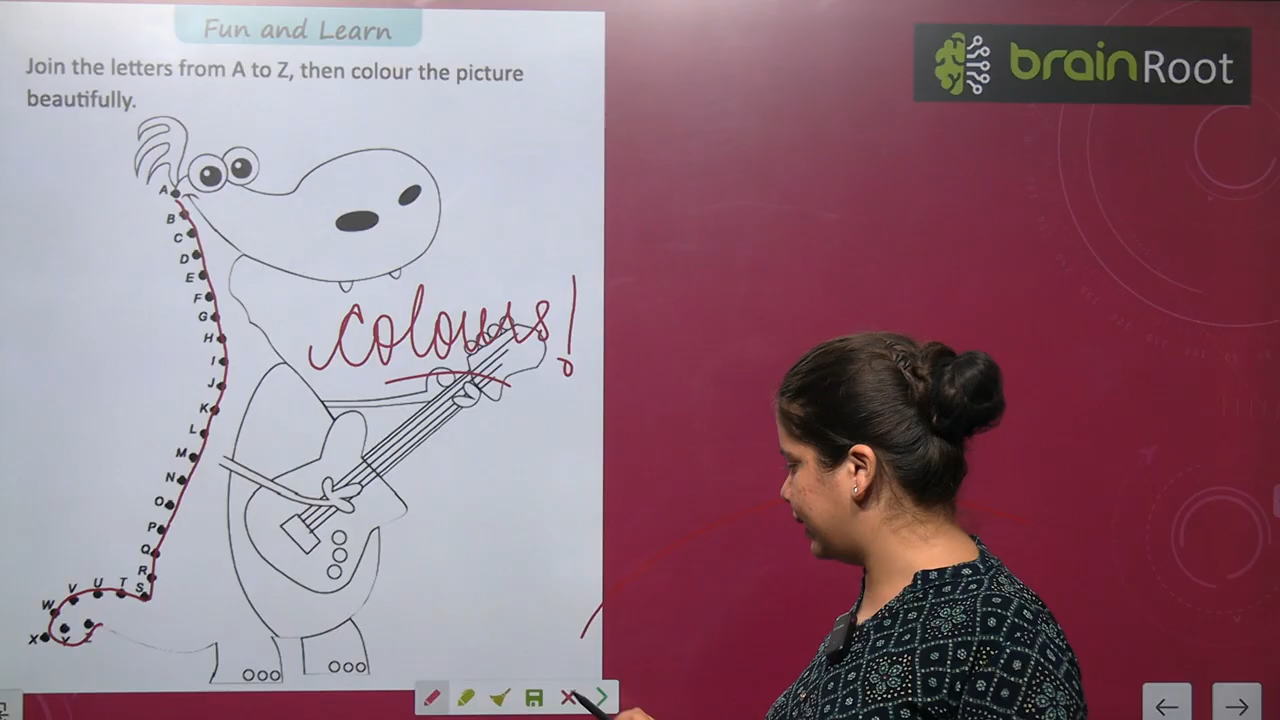 Fun and Learn
brainRoot
Join the letters from A to Z, then colour the picture
beautifully.
A
B
C
D
E
F
G
H
I
J
K
L
M
N
O
P
Q
R
S
T
U
V
W
X
Y
Z
colours!